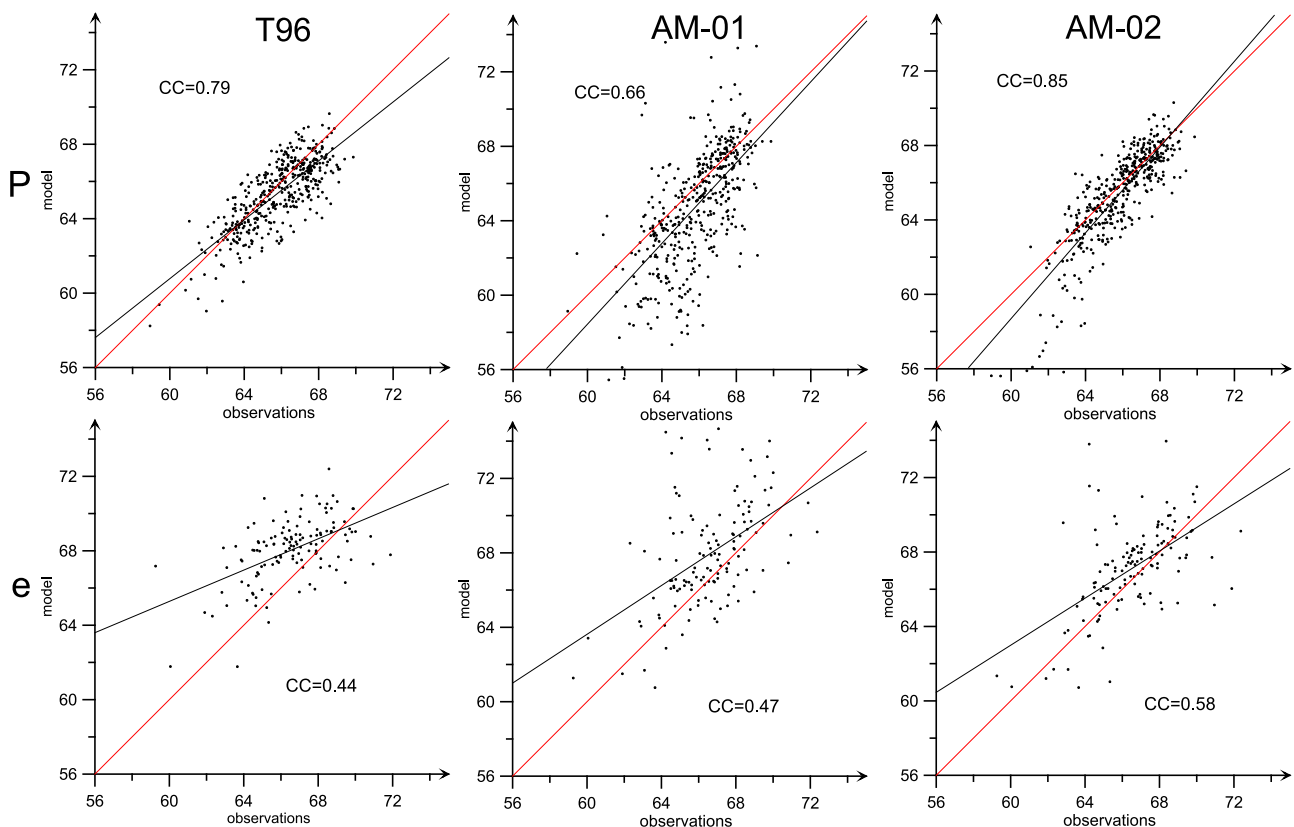 T96 AM-01 AM-02
P
model
72
68
64
60
56
CC=0.79
56 60 64 68 72
observations
model
72
68
64
60
56
CC=0.66
56 60 64 68 72
observations
model
72
68
64
60
56
CC=0.85
56 60 64 68 72
observations
e
model
72
68
64
60
56
CC=0.44
56 60 64 68 72
observations
model
72
68
64
60
56
CC=0.47
56 60 64 68 72
observations
model
72
68
64
60
56
CC=0.58
56 60 64 68 72
observations